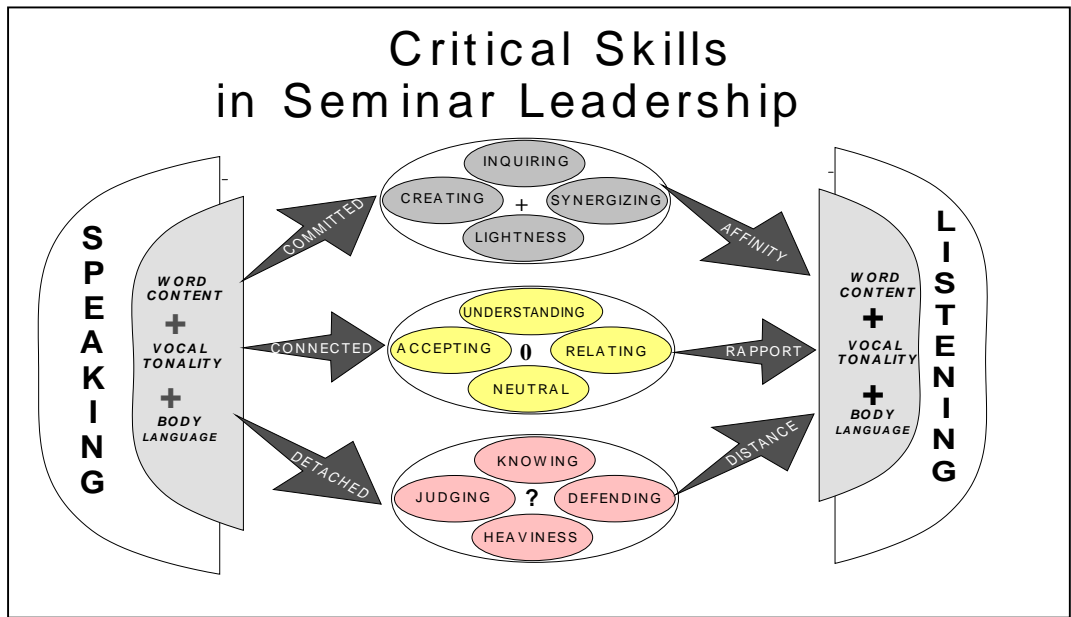 Critical Skills
in Seminar Leadership
SPEAKING
WORD
CONTENT
+
VOCAL
TONALITY
+
BODY
LANGUAGE
COMMITTED
INQUIRING
CREATING
+
SYNERGIZING
LIGHTNESS
AFFINITY
CONNECTED
UNDERSTANDING
ACCEPTING
0
RELATING
NEUTRAL
RAPPORT
DETACHED
KNOWING
JUDGING
?
DEFENDING
HEAVINESS
DISTANCE
WORD
CONTENT
+
VOCAL
TONALITY
+
BODY
LANGUAGE
LISTENING